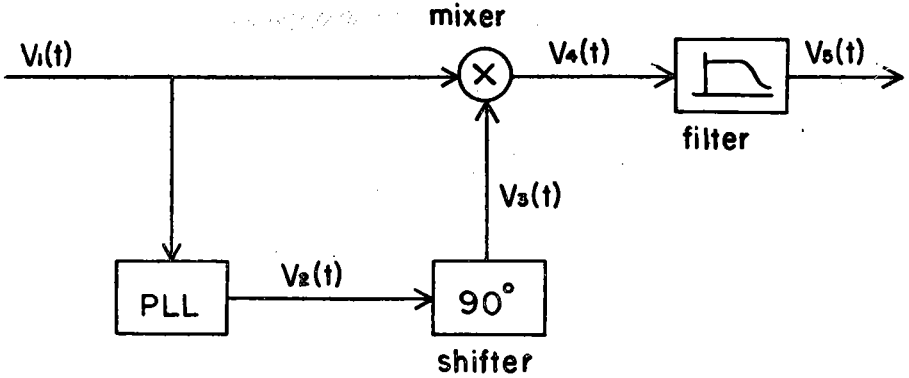 mixer
V1(t)
V4(t)
V5(t)
filter
V3(t)
V2(t)
PLL
90°
shifter